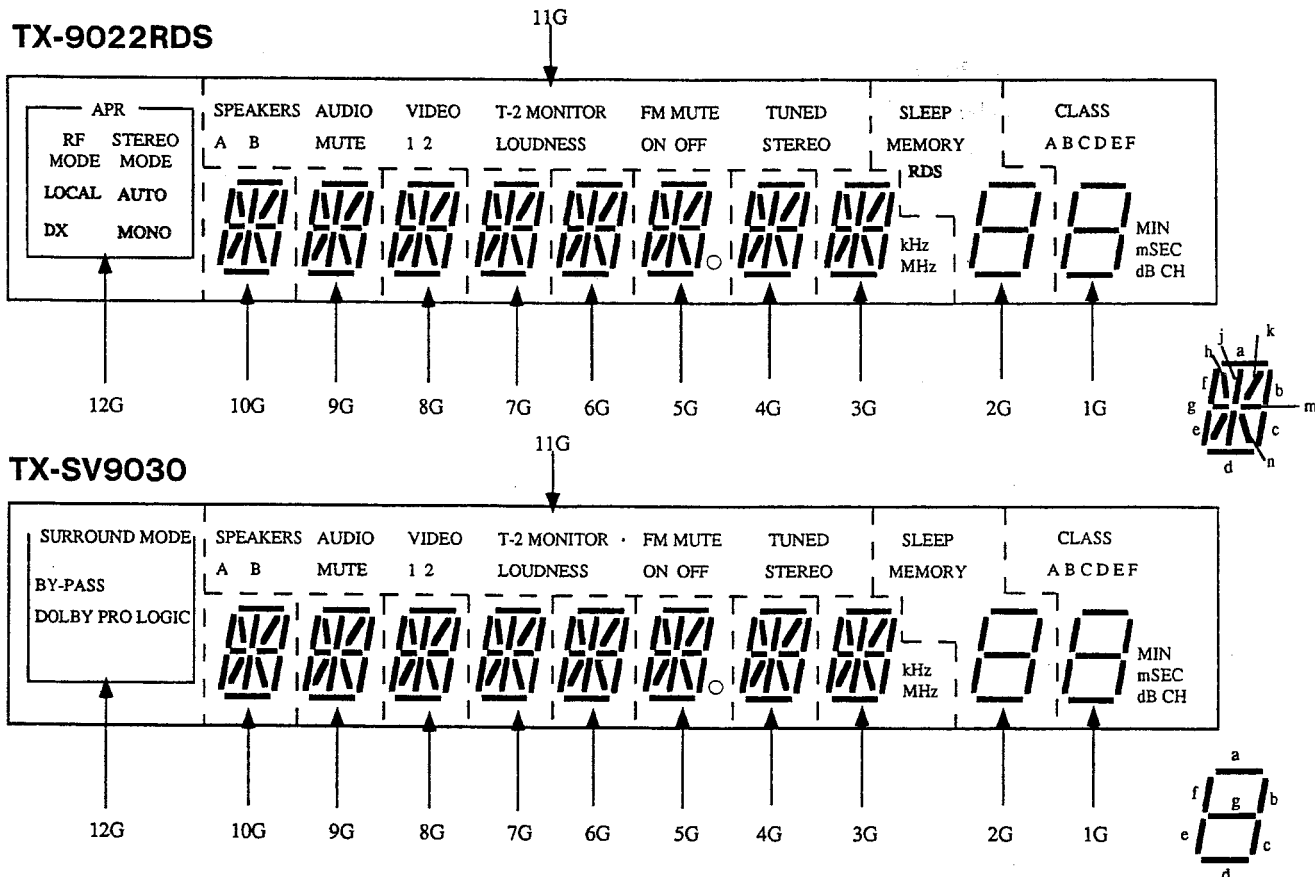 11G
TX-9022RDS
APR
RF STEREO
MODE MODE
LOCAL AUTO
DX MONO
SPEAKERS AUDIO VIDEO T-2 MONITOR FM MUTE TUNED SLEEP CLASS
A B MUTE 1 2 LOUDNESS ON OFF STEREO MEMORY A B C D E F
RDS
kHz
MHz
MIN
mSEC
dB CH
12G 10G 9G 8G 7G 6G 5G 4G 3G 2G 1G
j k
h a
f b
g m
e c
d n
11G
TX-SV9030
SURROUND MODE
BY-PASS
DOLBY PRO LOGIC
SPEAKERS AUDIO VIDEO T-2 MONITOR FM MUTE TUNED SLEEP CLASS
A B MUTE 1 2 LOUDNESS ON OFF STEREO MEMORY A B C D E F
kHz
MHz
MIN
mSEC
dB CH
12G 10G 9G 8G 7G 6G 5G 4G 3G 2G 1G
a
f g b
e c
d